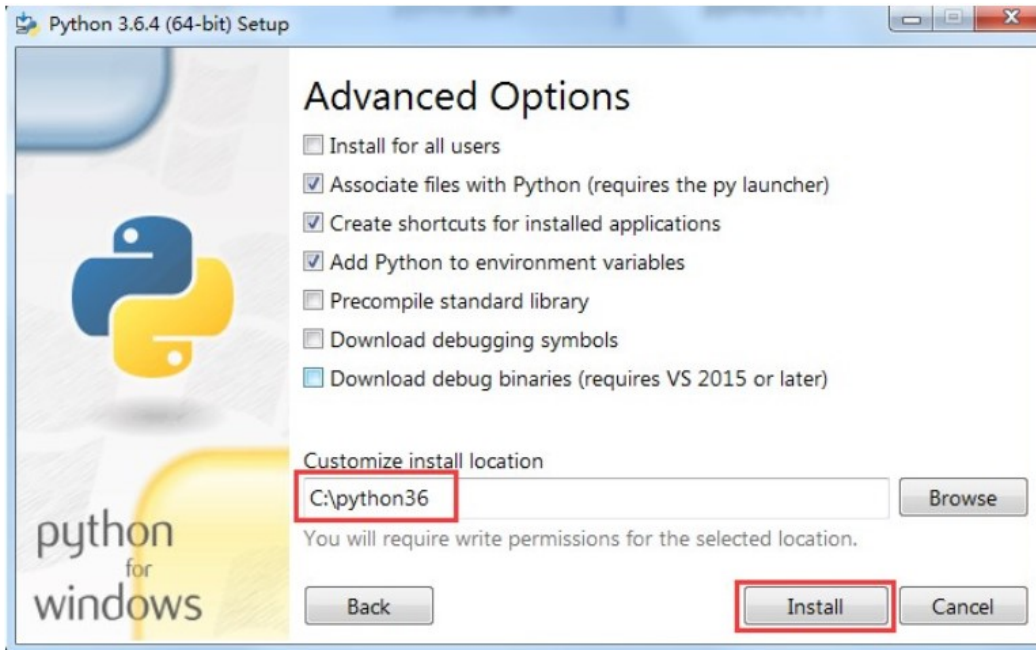 Python 3.6.4 (64-bit) Setup
Advanced Options
Install for all users
Associate files with Python (requires the py launcher)
Create shortcuts for installed applications
Add Python to environment variables
Precompile standard library
Download debugging symbols
Download debug binaries (requires VS 2015 or later)
Customize install location
C:\python36
Browse
You will require write permissions for the selected location.
python
for
windows
Back
Install
Cancel